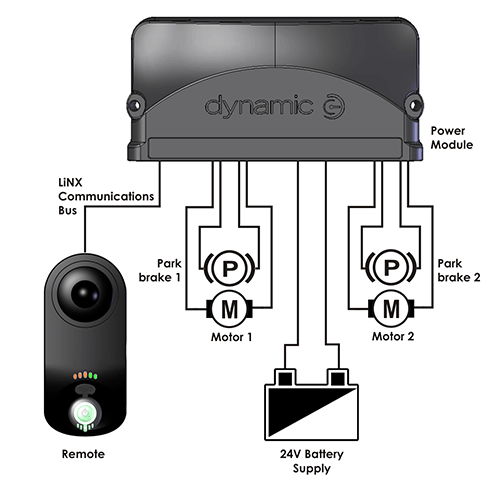 dynamic
Power
Module
LiNX
Communications
Bus
Park
brake 1
P
M
Motor 1
P
M
Motor 2
Park
brake 2
Remote
24V Battery
Supply